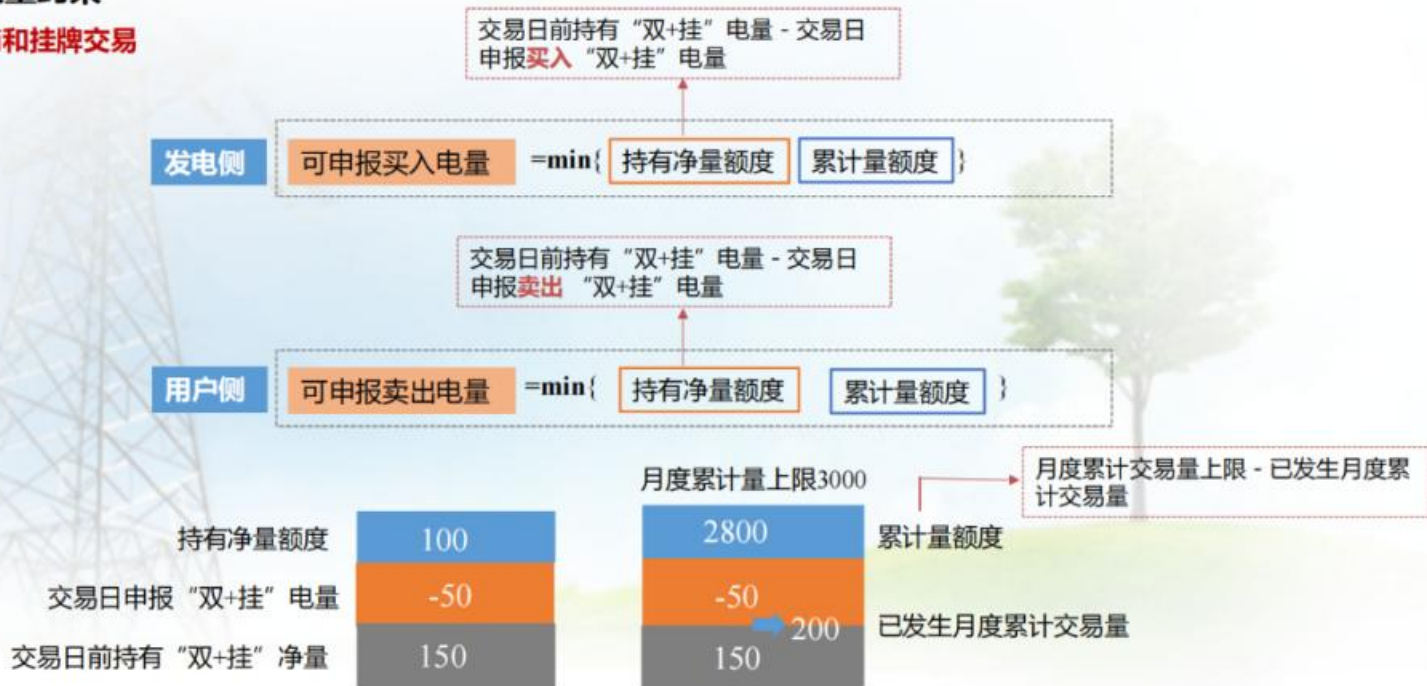 和挂牌交易
交易日前持有“双+挂”电量 - 交易日
申报买入“双+挂”电量
发电侧 可申报买入电量 =min{ 持有净量额度 累计量额度 }
交易日前持有“双+挂”电量 - 交易日
申报卖出 “双+挂”电量
用户侧 可申报卖出电量 =min{ 持有净量额度 累计量额度 }
月度累计量上限3000
月度累计交易量上限 - 已发生月度累
计交易量
持有净量额度 100 2800 累计量额度
交易日申报“双+挂”电量 -50 -50
200 已发生月度累计交易量
交易日前持有“双+挂”净量 150 150